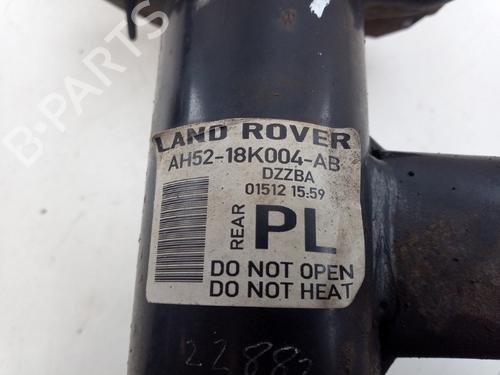 LAND ROVER
AH52-18K004-AB
DZZBA
01512 15:59
REAR
PL
DO NOT OPEN
DO NOT HEAT
B-Parts